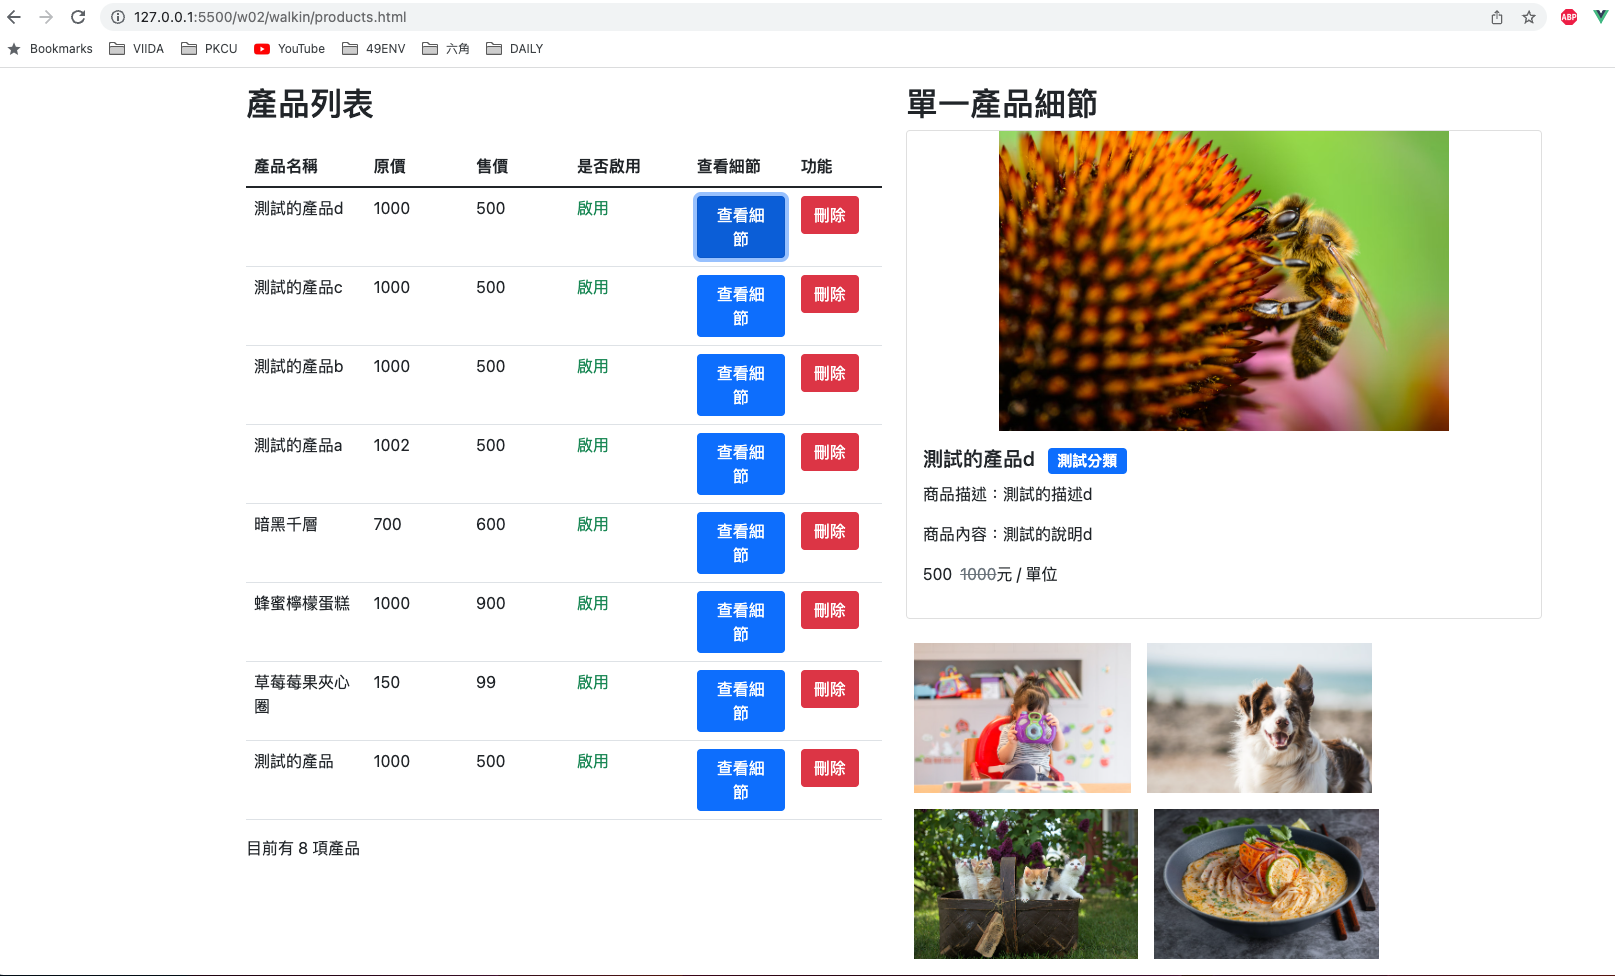 127.0.0.1:5500/w02/walkin/products.html
ABP
Bookmarks VIIDA PKCU YouTube 49ENV 六角 DAILY
產品列表
產品名稱 原價 售價 是否啟用 查看細節 功能
測試的產品d 1000 500 啟用 查看細節 刪除
測試的產品c 1000 500 啟用 查看細節 刪除
測試的產品b 1000 500 啟用 查看細節 刪除
測試的產品a 1002 500 啟用 查看細節 刪除
暗黑千層 700 600 啟用 查看細節 刪除
蜂蜜檸檬蛋糕 1000 900 啟用 查看細節 刪除
草莓莓果夾心圈 150 99 啟用 查看細節 刪除
測試的產品 1000 500 啟用 查看細節 刪除
目前有 8 項產品
單一產品細節
測試的產品d 測試分類
商品描述：測試的描述d
商品內容：測試的說明d
500 1000元 / 單位